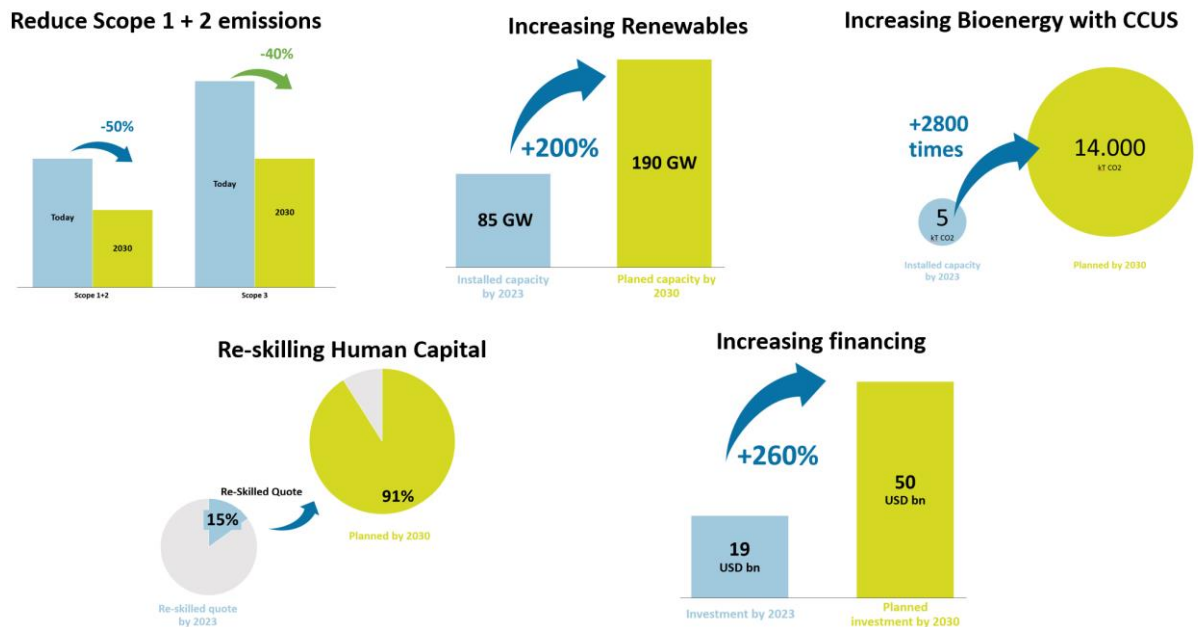 Reduce Scope 1 + 2 emissions
-40%
-50%
Today
Today
2030
2030
Scope 1+2
Scope 3
Increasing Renewables
+200%
190 GW
85 GW
Installed capacity
by 2023
Planed capacity by
2030
Increasing Bioenergy with CCUS
+2800
times
14.000
kT CO2
5
kT CO2
Installed capacity
by 2023
Planned by 2030
Re-skilling Human Capital
Re-Skilled Quote
91%
15%
Planned by 2030
Re-skilled quote
by 2023
Increasing financing
+260%
50
USD bn
19
USD bn
Investment by 2023
Planned
investment by 2030